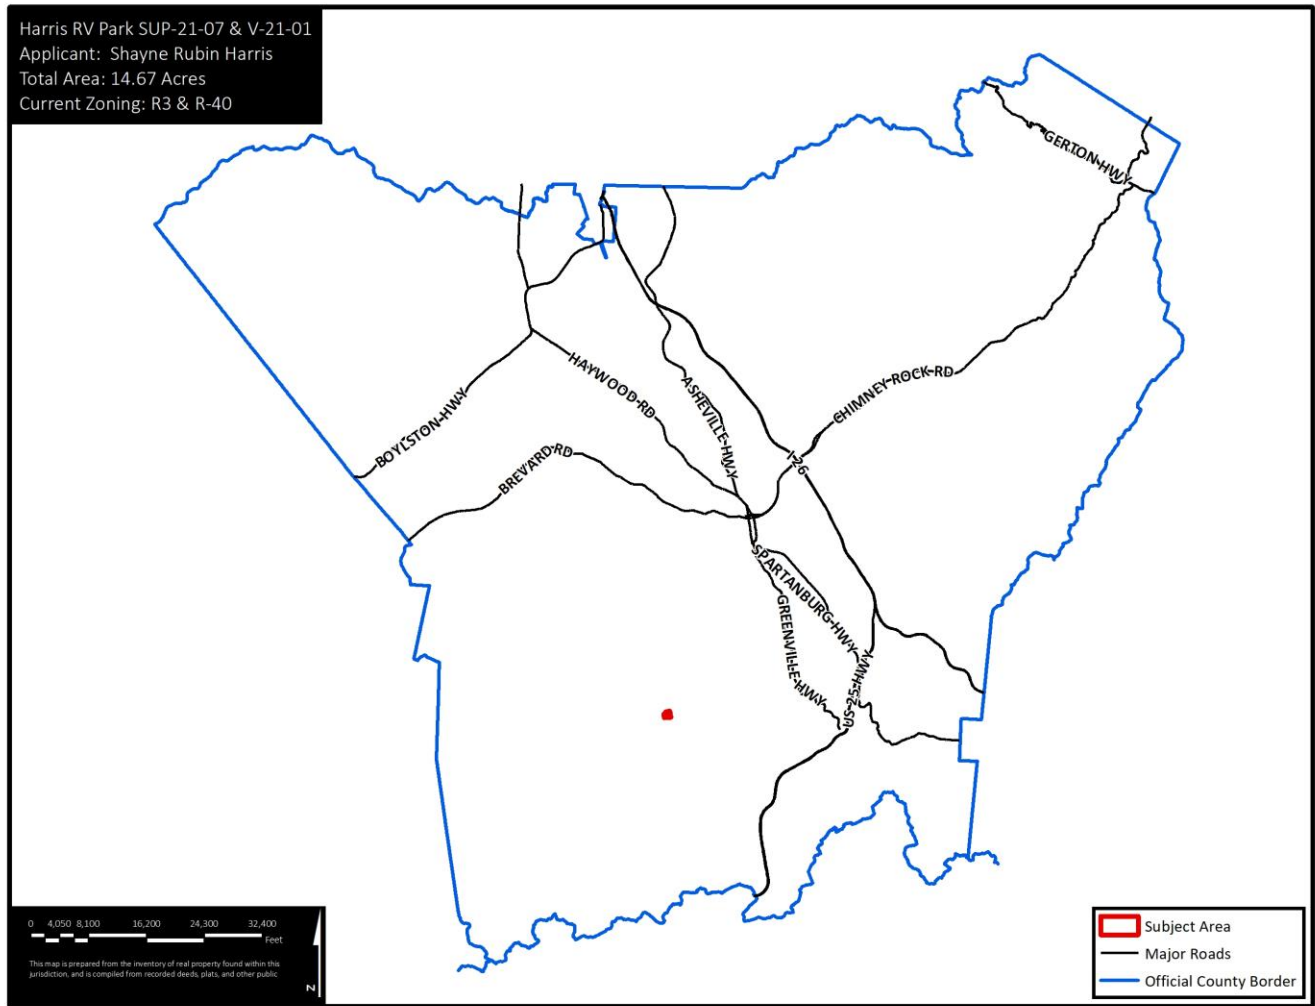 Harris RV Park SUP-21-07 & V-21-01
Applicant: Shayne Rubin Harris
Total Area: 14.67 Acres
Current Zoning: R3 & R-40
GERTON HWY
HAYWOOD RD
ASHEVILLE HWY
CHIMNEY ROCK RD
BOYLSTON HWY
BREVARD RD
I-26
SPARTANBURG HWY
GREENVILLE HWY
US-25 HWY
0 4,050 8,100 16,200 24,300 32,400
Feet
This map is prepared from the inventory of real property found within this
jurisdiction, and is compiled from recorded deeds, plats, and other public
N
Subject Area
Major Roads
Official County Border